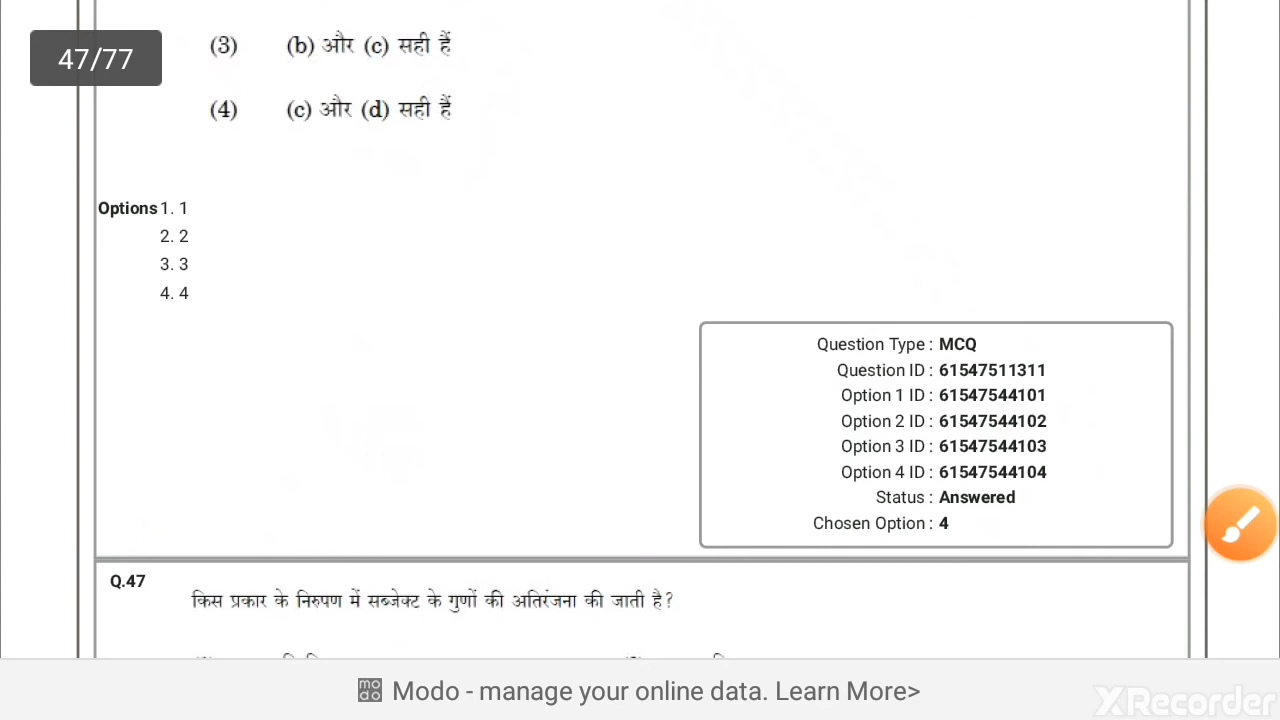 47/77
(3) (b) और (c) सही हैं
(4) (c) और (d) सही हैं
Options 1. 1
2. 2
3. 3
4. 4
Question Type : MCQ
Question ID : 61547511311
Option 1 ID : 61547544101
Option 2 ID : 61547544102
Option 3 ID : 61547544103
Option 4 ID : 61547544104
Status : Answered
Chosen Option : 4
Q.47
किस प्रकार के निरुपण में सब्जेक्ट के गुणों की अतिरंजना की जाती है?
Modo - manage your online data. Learn More>
XRecorder